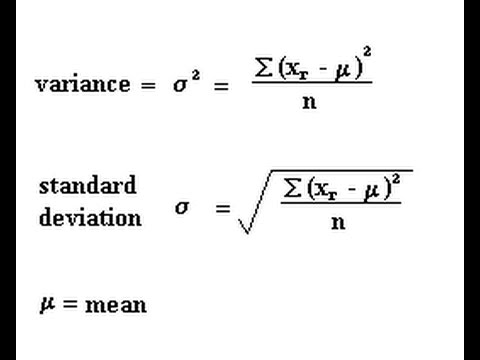 variance = σ² = Σ(xᵣ - μ)² / n
standard deviation σ = √(Σ(xᵣ - μ)² / n)
μ = mean